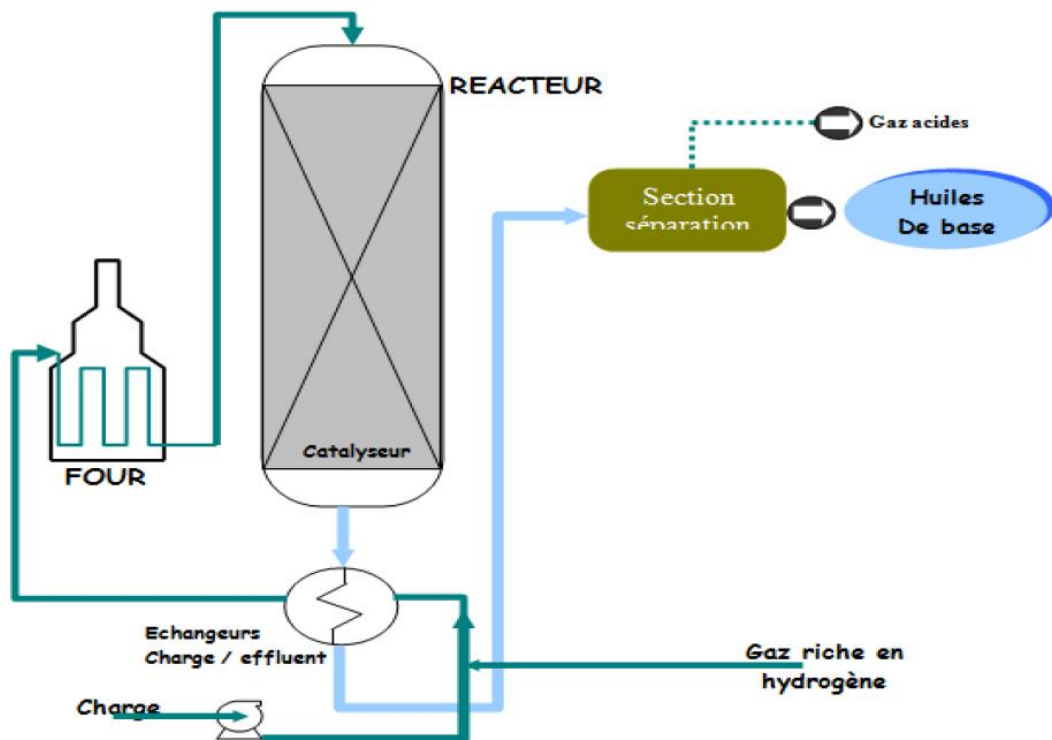 REACTEUR
Gaz acides
Section
séparation
Huiles
De base
Catalyseur
FOUR
Echangeurs
Charge / effluent
Gaz riche en
hydrogène
Charge